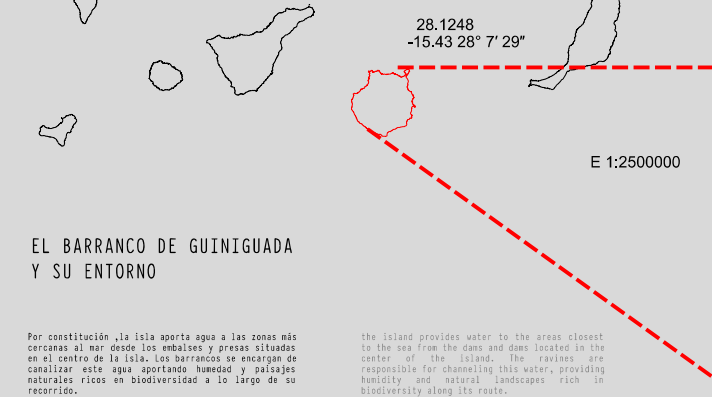 28.1248
-15.43 28° 7′ 29″
E 1:2500000
EL BARRANCO DE GUINIGUADA
Y SU ENTORNO
Por constitución ,la isla aporta agua a las zonas más
cercanas al mar desde los embalses y presas situadas
en el centro de la isla. Los barrancos se encargan de
canalizar este agua aportando humedad y paisajes
naturales ricos en biodiversidad a lo largo de su
recorrido.
the island provides water to the areas closest
to the sea from the dams and dams located in the
center of the island. The ravines are
responsible for channeling this water, providing
humidity and natural landscapes rich in
biodiversity along its route.